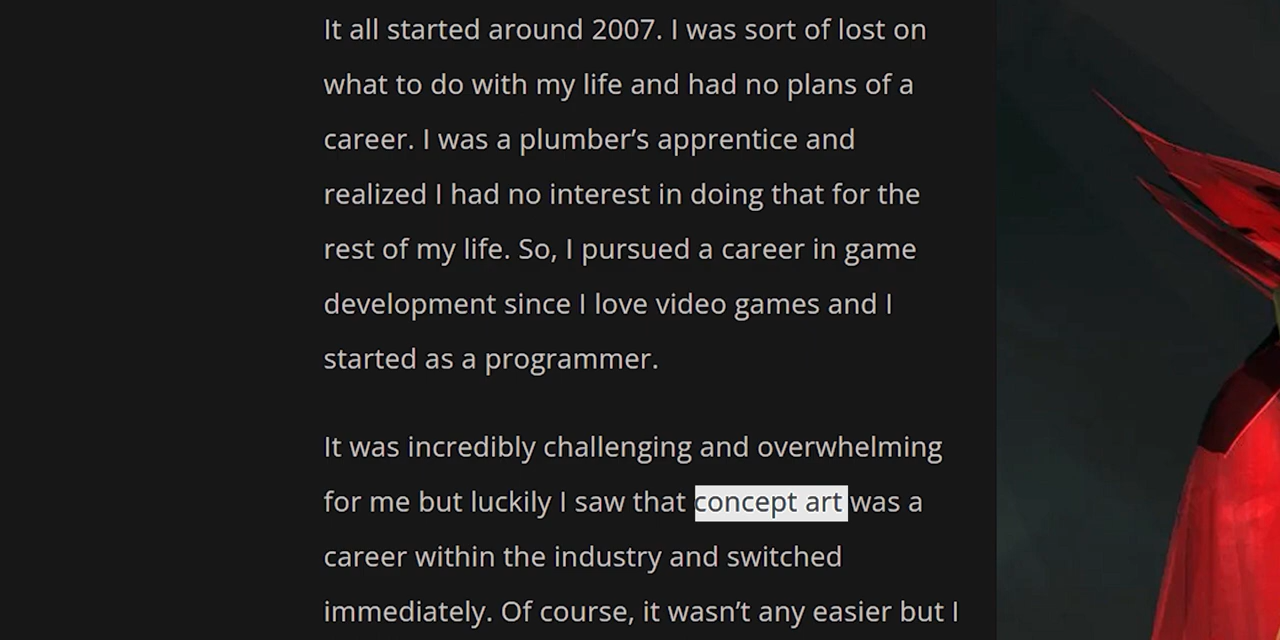 It all started around 2007. I was sort of lost on
what to do with my life and had no plans of a
career. I was a plumber’s apprentice and
realized I had no interest in doing that for the
rest of my life. So, I pursued a career in game
development since I love video games and I
started as a programmer.
It was incredibly challenging and overwhelming
for me but luckily I saw that concept art was a
career within the industry and switched
immediately. Of course, it wasn’t any easier but I